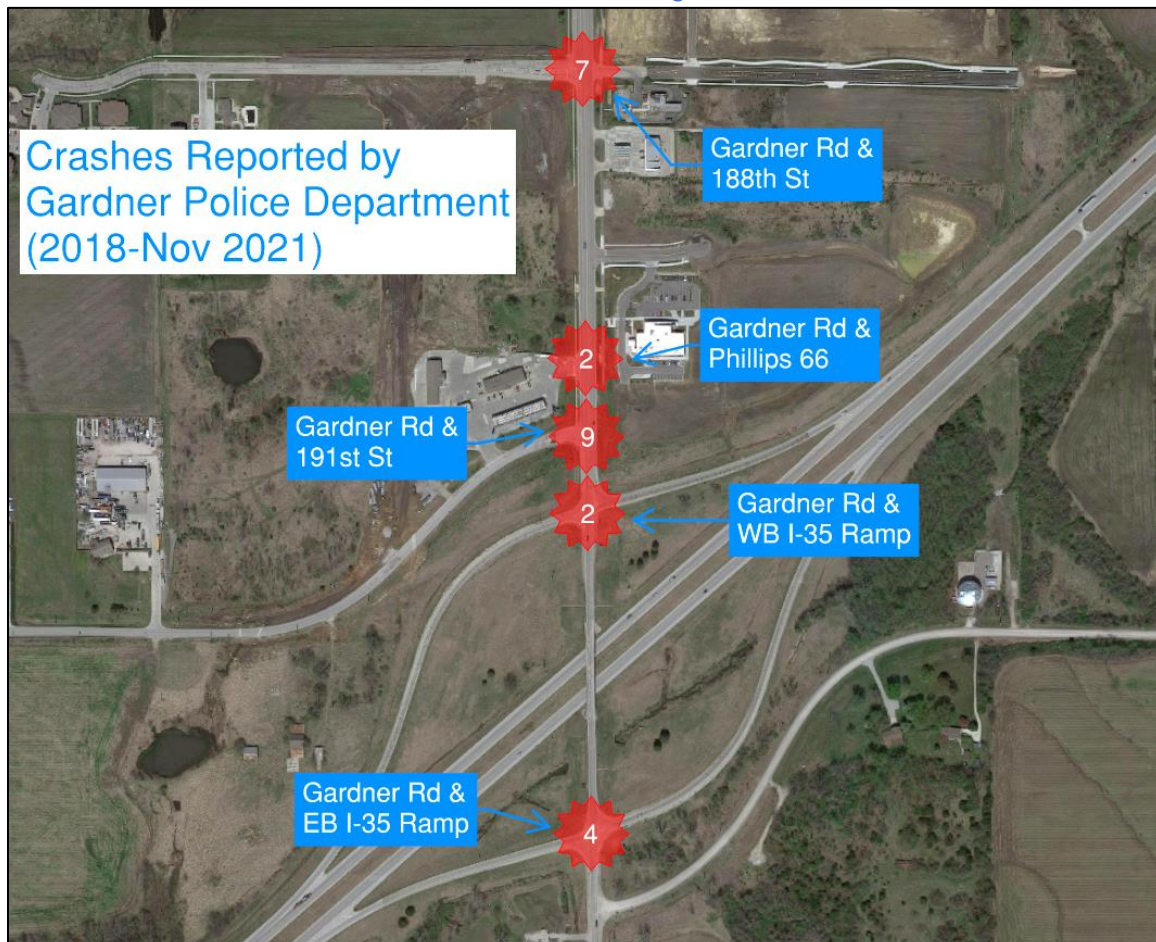 7
Crashes Reported by
Gardner Police Department
(2018-Nov 2021)
Gardner Rd &
188th St
Gardner Rd &
Phillips 66
2
Gardner Rd &
191st St
9
2
Gardner Rd &
WB I-35 Ramp
Gardner Rd &
EB I-35 Ramp
4